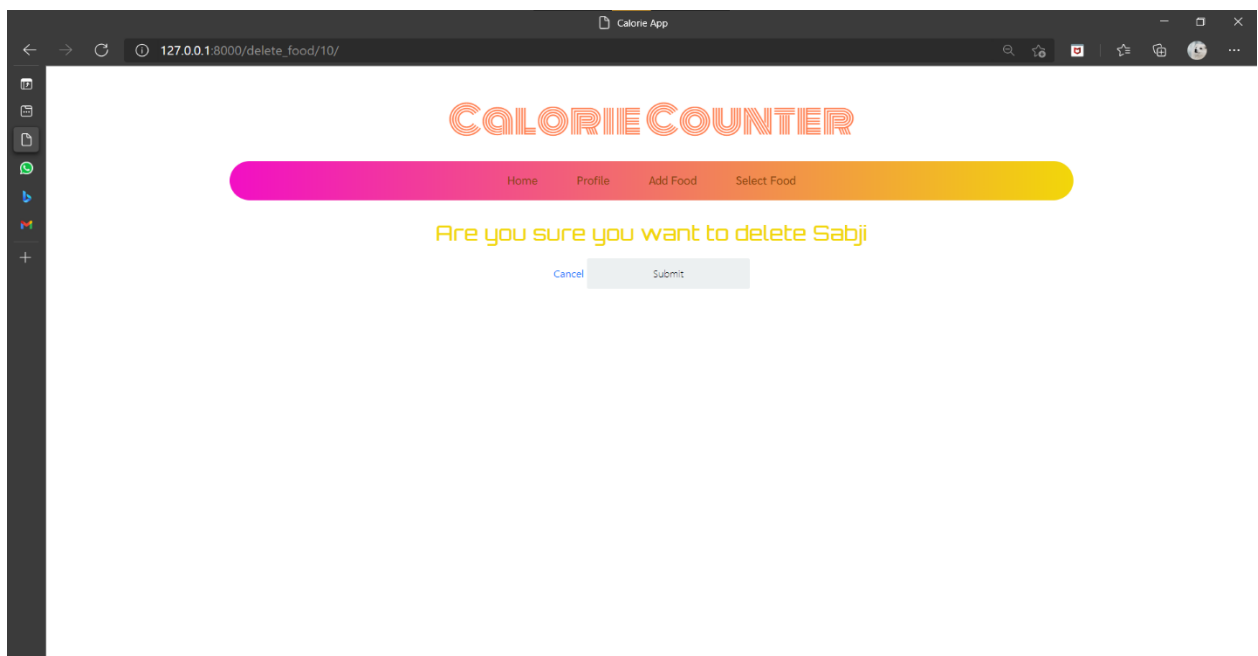 Calorie App
127.0.0.1:8000/delete_food/10/
Calorie Counter
Home Profile Add Food Select Food
Are you sure you want to delete Sabji
Cancel Submit